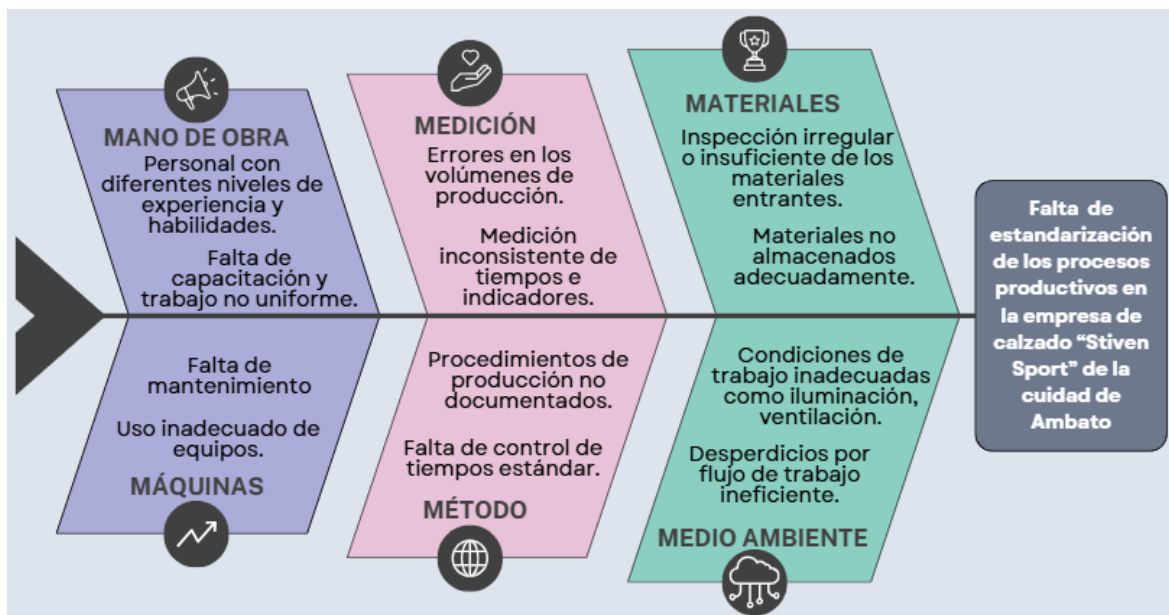 MANO DE OBRA
Personal con
diferentes niveles de
experiencia y
habilidades.
Falta de
capacitación y
trabajo no uniforme.
MEDICIÓN
Errores en los
volúmenes de
producción.
Medición
inconsistente de
tiempos e
indicadores.
MATERIALES
Inspección irregular
o insuficiente de los
materiales
entrantes.
Materiales no
almacenados
adecuadamente.
Falta de
mantenimiento
Uso inadecuado de
equipos.
MÁQUINAS
Procedimientos de
producción no
documentados.
Falta de control de
tiempos estándar.
MÉTODO
Condiciones de
trabajo inadecuadas
como iluminación,
ventilación.
Desperdicios por
flujo de trabajo
ineficiente.
MEDIO AMBIENTE
Falta de
estandarización
de los procesos
productivos en
la empresa de
calzado “Stiven
Sport” de la
cuidad de
Ambato